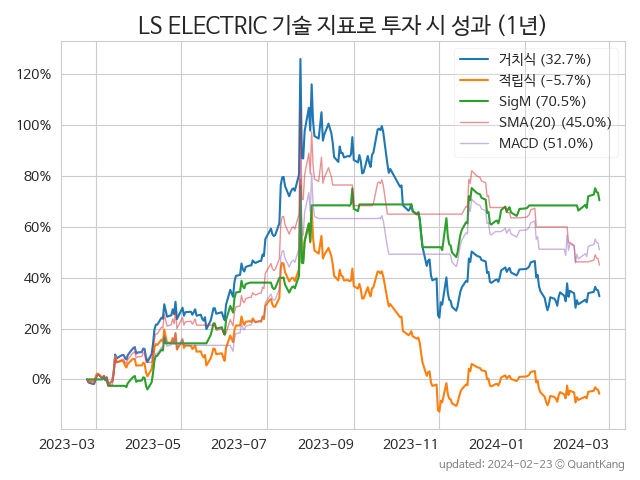 LS ELECTRIC 기술 지표로 투자 시 성과 (1년)
거치식 (32.7%)
적립식 (-5.7%)
SigM (70.5%)
SMA(20) (45.0%)
MACD (51.0%)
120%
100%
80%
60%
40%
20%
0%
2023-03 2023-05 2023-07 2023-09 2023-11 2024-01 2024-03
updated: 2024-02-23 © QuantKang